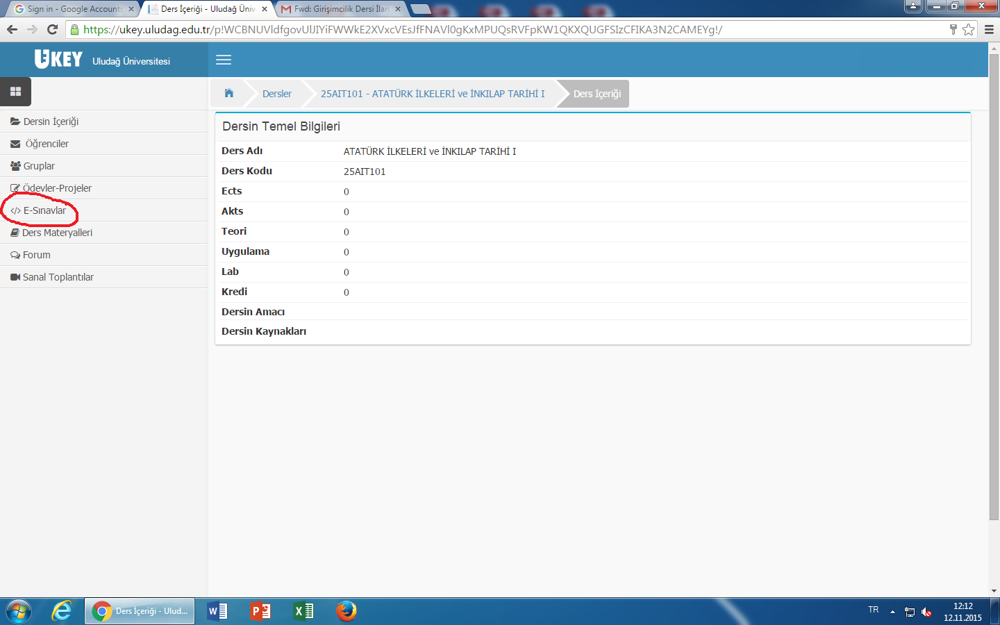 Sign in - Google Accounts
Ders İçeriği - Uludağ Üniv
Fwd: Girişimcilik Dersi İlan
https://ukey.uludag.edu.tr/
UKEY Uludağ Üniversitesi
Dersler
25AIT101 - ATATÜRK İLKELERİ ve İNKILAP TARİHİ I
Ders İçeriği
Dersin İçeriği
Öğrenciler
Gruplar
Ödevler-Projeler
E-Sınavlar
Ders Materyalleri
Forum
Sanal Toplantılar
Dersin Temel Bilgileri
Ders Adı ATATÜRK İLKELERİ ve İNKILAP TARİHİ I
Ders Kodu 25AIT101
Ects 0
Akts 0
Teori 0
Uygulama 0
Lab 0
Kredi 0
Dersin Amacı
Dersin Kaynakları
Ders İçeriği - Ulud...
TR
12:12
12.11.2015